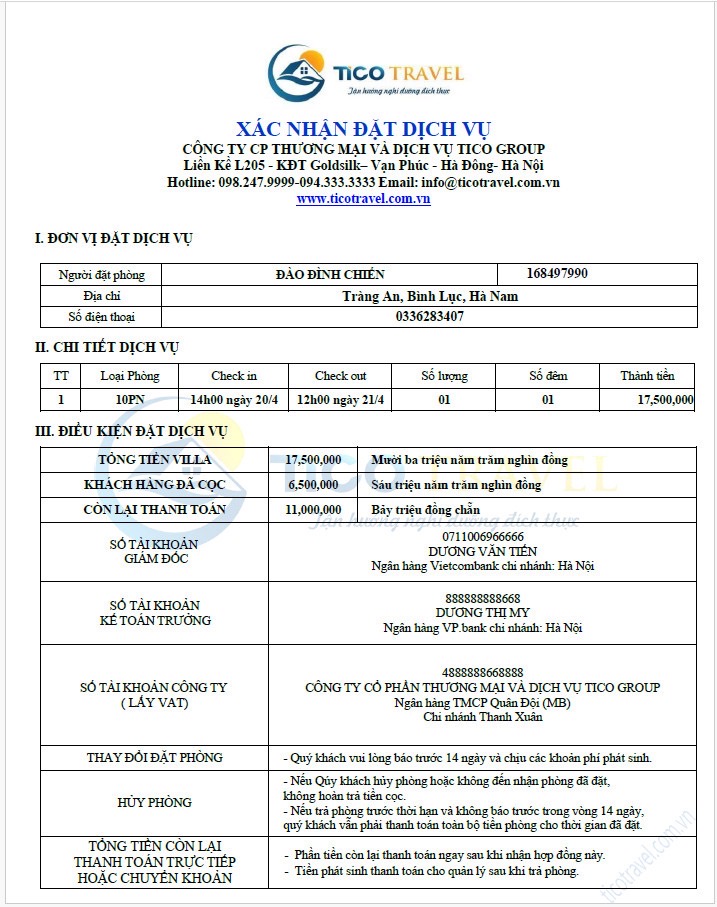 TICO TRAVEL
Tận hưởng nghỉ dưỡng đích thực
XÁC NHẬN ĐẶT DỊCH VỤ
CÔNG TY CP THƯƠNG MẠI VÀ DỊCH VỤ TICO GROUP
Liền Kề L205 - KĐT Goldsilk– Vạn Phúc - Hà Đông- Hà Nội
Hotline: 098.247.9999-094.333.3333 Email: info@ticotravel.com.vn
www.ticotravel.com.vn
I. ĐƠN VỊ ĐẶT DỊCH VỤ
Người đặt phòng ĐÀO ĐÌNH CHIẾN 168497990
Địa chỉ Tràng An, Bình Lục, Hà Nam
Số điện thoại 0336283407
II. CHI TIẾT DỊCH VỤ
TT Loại Phòng Check in Check out Số lượng Số đêm Thành tiền
1 10PN 14h00 ngày 20/4 12h00 ngày 21/4 01 01 17,500,000
III. ĐIỀU KIỆN ĐẶT DỊCH VỤ
TỔNG TIỀN VILLA 17,500,000 Mười ba triệu năm trăm nghìn đồng
KHÁCH HÀNG ĐÃ CỌC 6,500,000 Sáu triệu năm trăm nghìn đồng
CÒN LẠI THANH TOÁN 11,000,000 Bảy triệu đồng chẵn
TICO TRAVEL
Tận hưởng nghỉ dưỡng đích thực
SỐ TÀI KHOẢN
GIÁM ĐỐC
0711006966666
DƯƠNG VĂN TIẾN
Ngân hàng Vietcombank chi nhánh: Hà Nội
SỐ TÀI KHOẢN
KẾ TOÁN TRƯỞNG
888888888668
DƯƠNG THỊ MY
Ngân hàng VP.bank chi nhánh: Hà Nội
SỐ TÀI KHOẢN CÔNG TY
( LẤY VAT)
4888888668888
CÔNG TY CỔ PHẦN THƯƠNG MẠI VÀ DỊCH VỤ TICO GROUP
Ngân hàng TMCP Quân Đội (MB)
Chi nhánh Thanh Xuân
THAY ĐỔI ĐẶT PHÒNG - Quý khách vui lòng báo trước 14 ngày và chịu các khoản phí phát sinh.
HỦY PHÒNG
- Nếu Qúy khách hủy phòng hoặc không đến nhận phòng đã đặt,
không hoàn trả tiền cọc.
- Nếu trả phòng trước thời hạn và không báo trước trong vòng 14 ngày,
quý khách vẫn phải thanh toán toàn bộ tiền phòng cho thời gian đã đặt.
TỔNG TIỀN CÒN LẠI
THANH TOÁN TRỰC TIẾP
HOẶC CHUYỂN KHOẢN
- Phần tiền còn lại thanh toán ngay sau khi nhận hợp đồng này.
- Tiền phát sinh thanh toán cho quản lý sau khi trả phòng.
ticotravel.com.vn